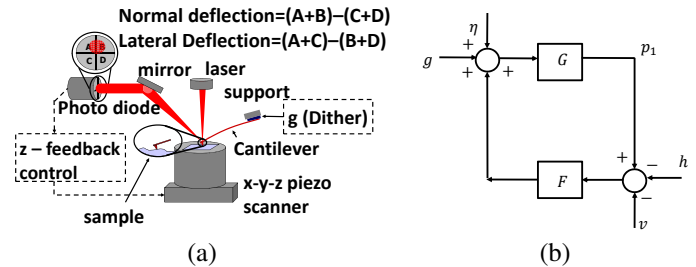 Normal deflection=(A+B)–(C+D)
Lateral Deflection=(A+C)–(B+D)
A B
C D
mirror
laser
support
Photo diode
g (Dither)
Cantilever
z – feedback
control
sample
x-y-z piezo
scanner
(a)
η
g
+
+
+
+
G
p₁
F
+
−
−
h
v
(b)